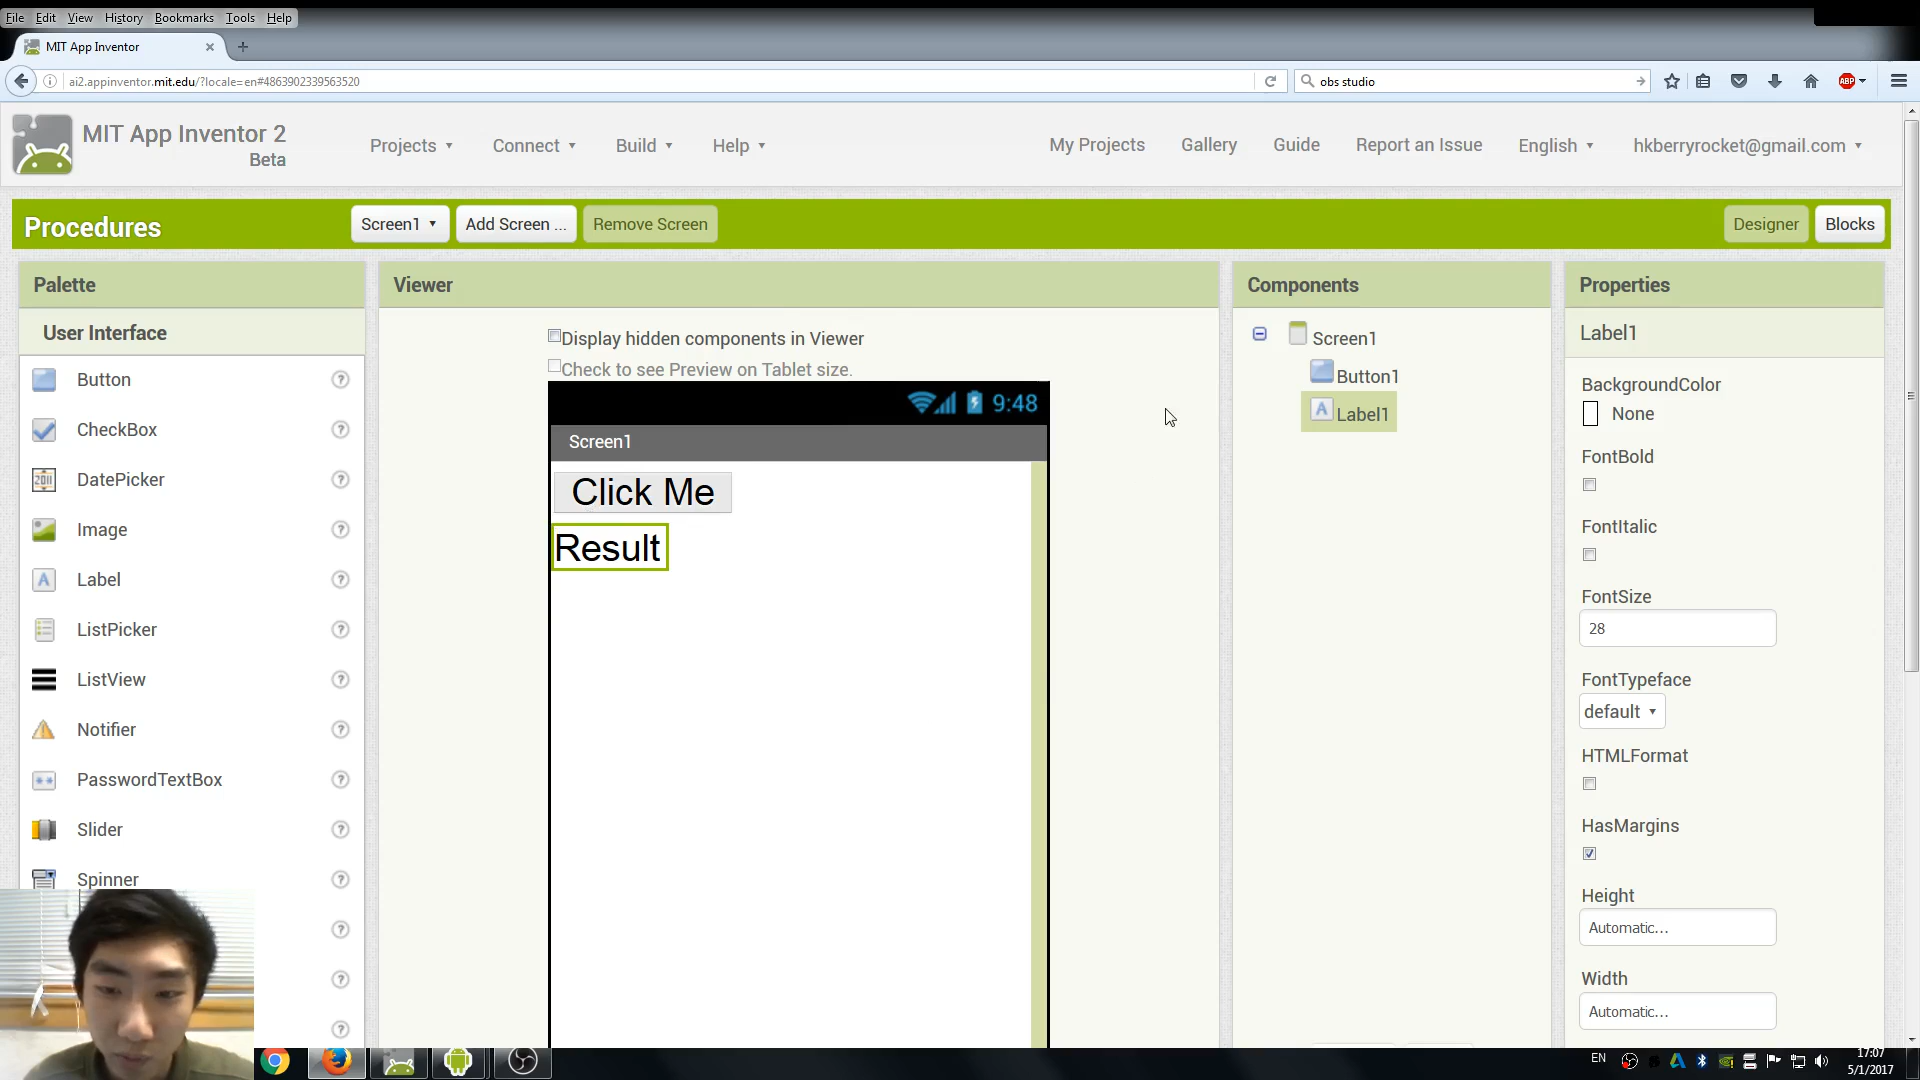 File Edit View History Bookmarks Tools Help
MIT App Inventor
ai2.appinventor.mit.edu/?locale=en#4863902339563520
obs studio
ABP
MIT App Inventor 2
Beta
Projects
Connect
Build
Help
My Projects
Gallery
Guide
Report an Issue
English
hkberryrocket@gmail.com
Procedures
Screen1
Add Screen ...
Remove Screen
Designer
Blocks
Palette
User Interface
Button
CheckBox
DatePicker
Image
Label
ListPicker
ListView
Notifier
PasswordTextBox
Slider
Spinner
Viewer
Display hidden components in Viewer
Check to see Preview on Tablet size.
9:48
Screen1
Click Me
Result
Components
Screen1
Button1
Label1
Properties
Label1
BackgroundColor
None
FontBold
FontItalic
FontSize
28
FontTypeface
default
HTMLFormat
HasMargins
Height
Automatic...
Width
Automatic...
EN
17:07
5/1/2017